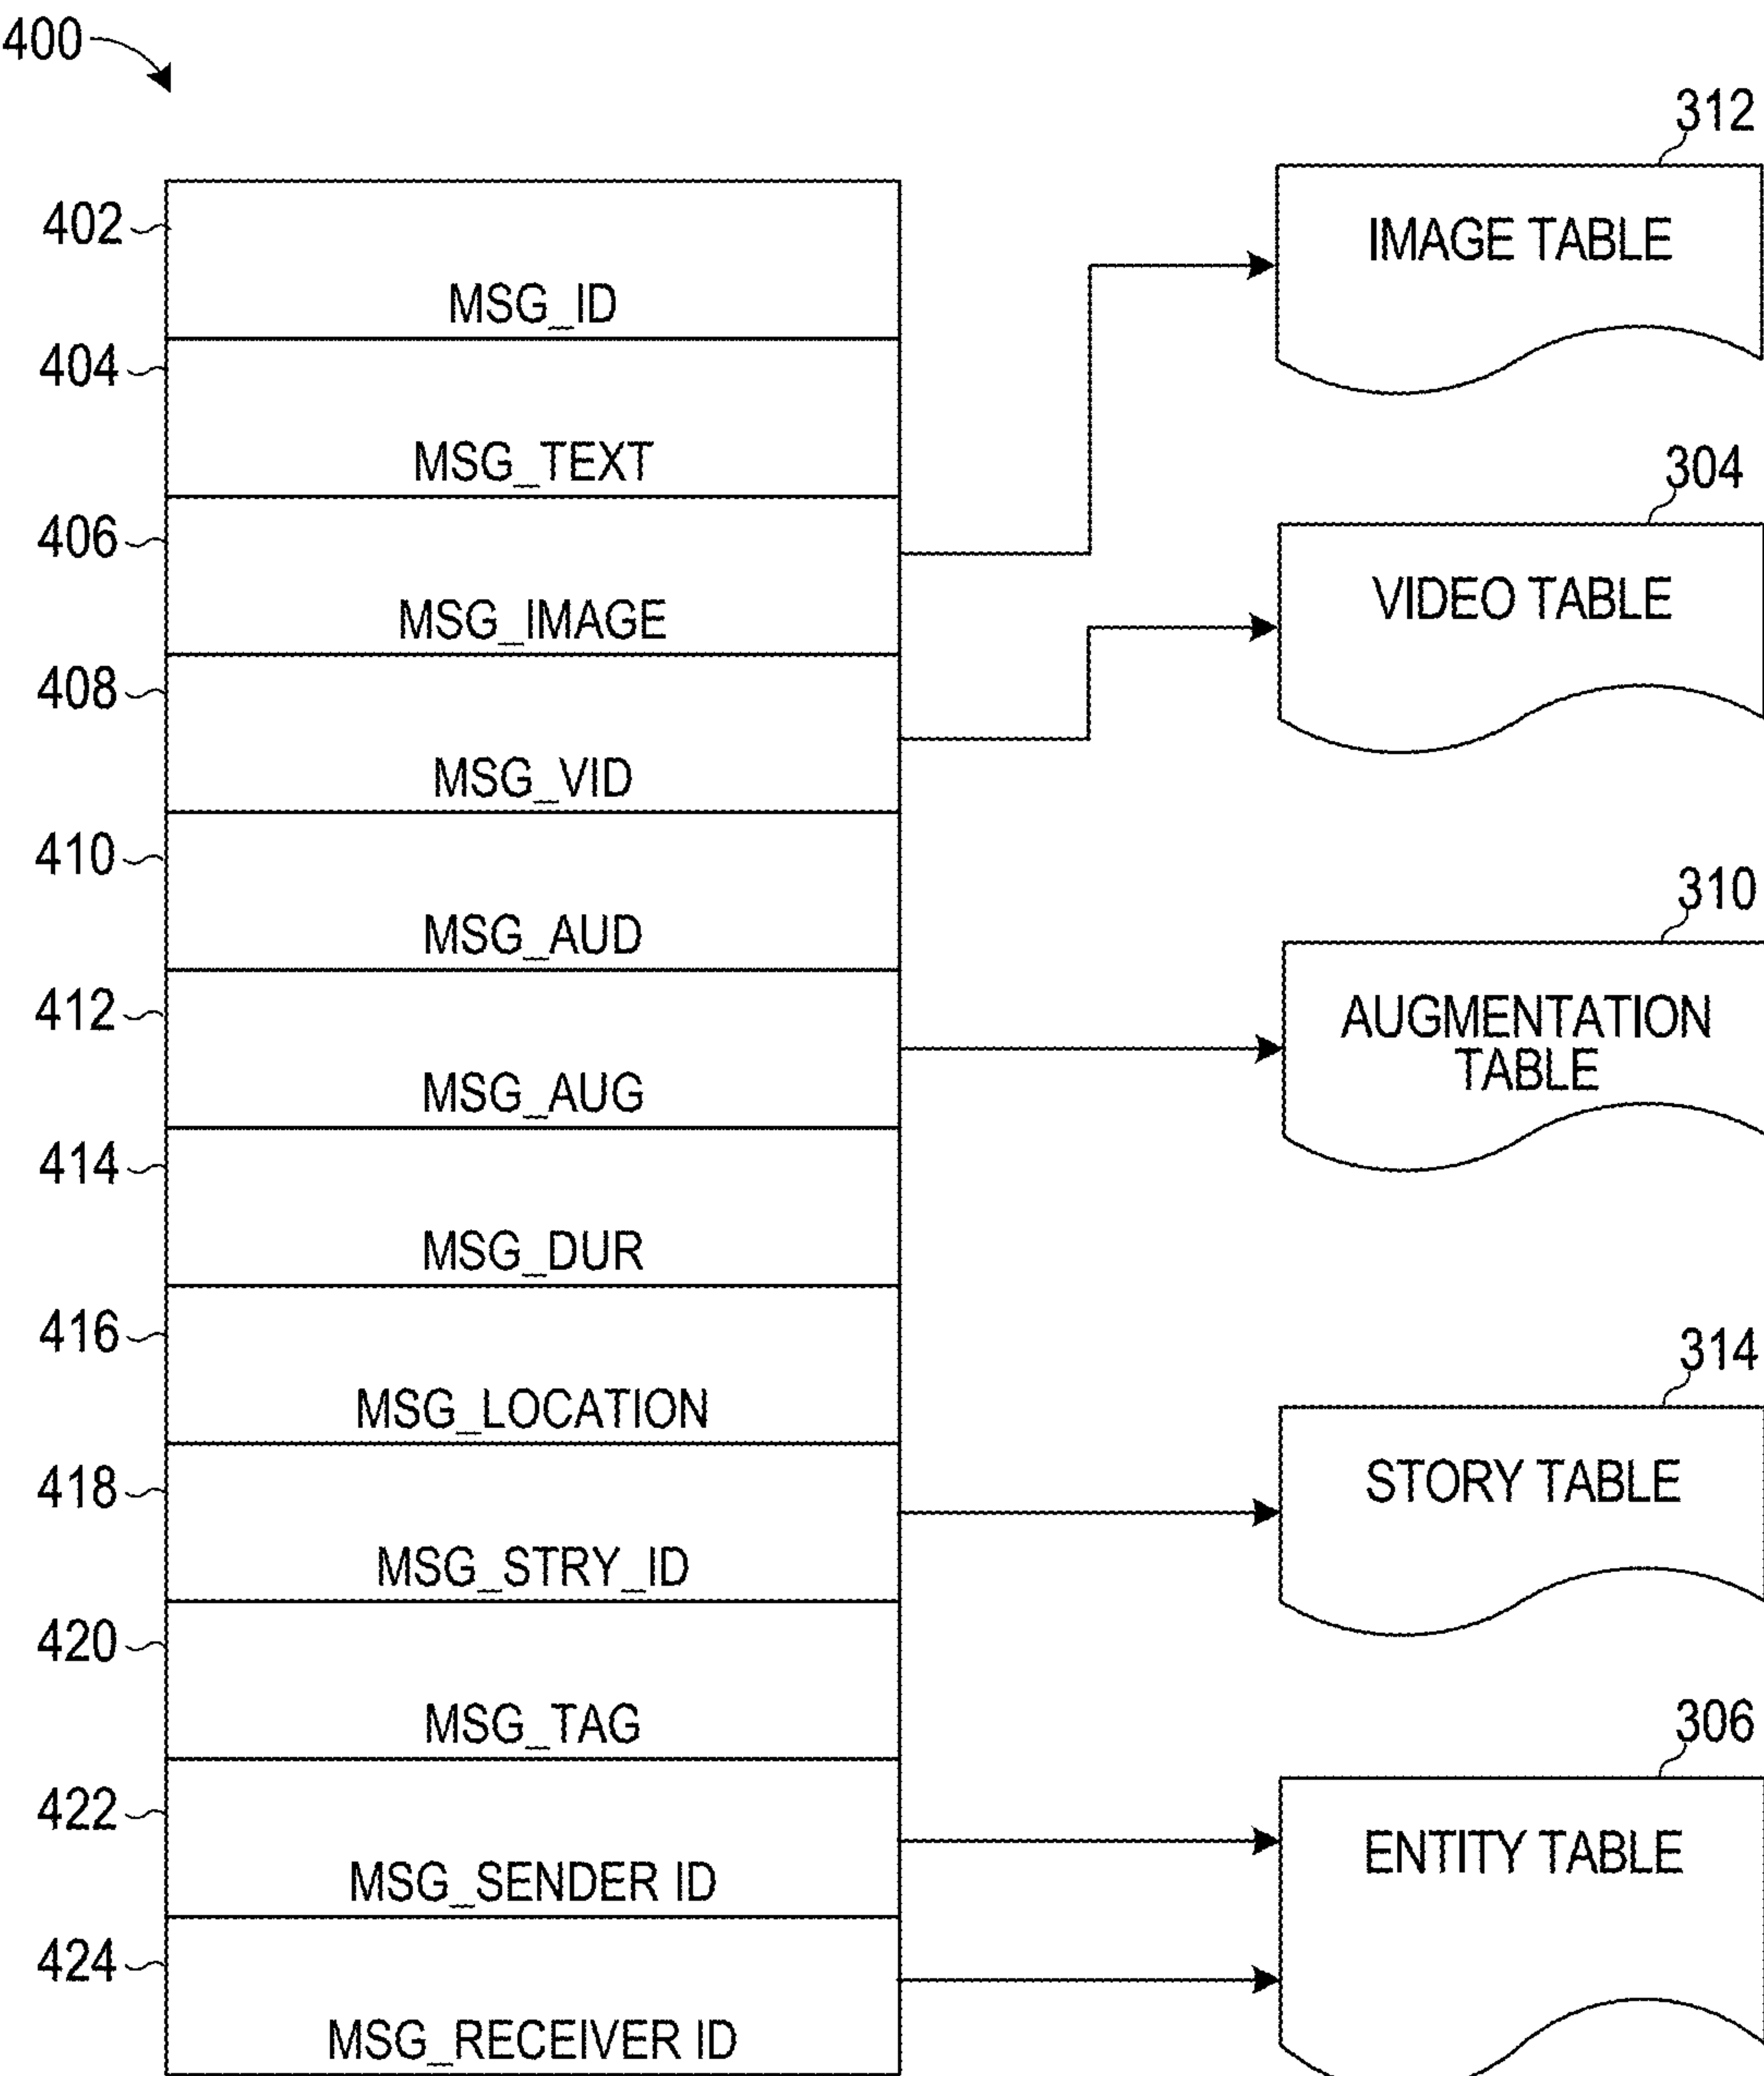 400
402
MSG_ID
404
MSG_TEXT
406
MSG_IMAGE
408
MSG_VID
410
MSG_AUD
412
MSG_AUG
414
MSG_DUR
416
MSG_LOCATION
418
MSG_STRY_ID
420
MSG_TAG
422
MSG_SENDER ID
424
MSG_RECEIVER ID
312
IMAGE TABLE
304
VIDEO TABLE
310
AUGMENTATION
TABLE
314
STORY TABLE
306
ENTITY TABLE